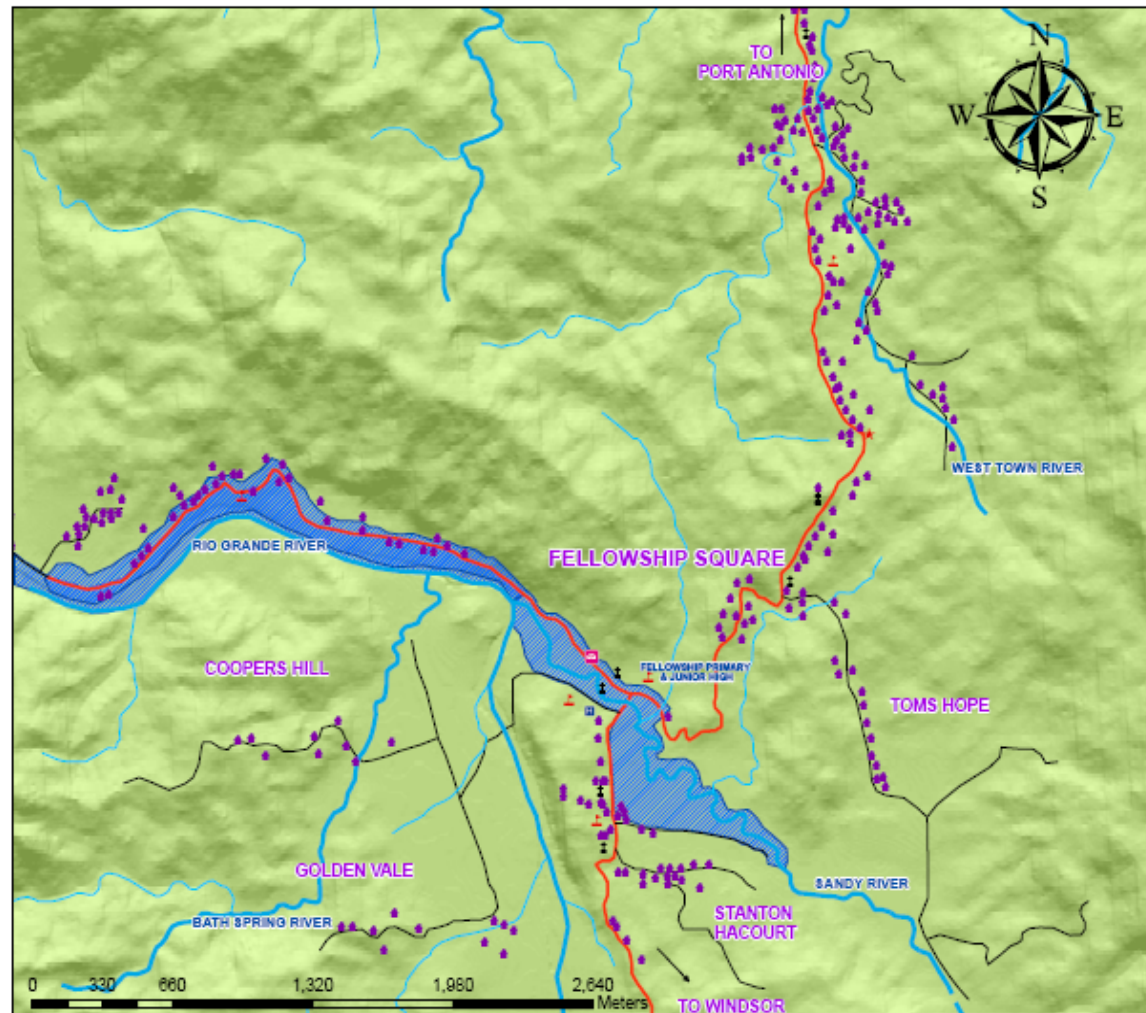 TO
PORT ANTONIO
N
W
E
S
WEST TOWN RIVER
RIO GRANDE RIVER
FELLOWSHIP SQUARE
COOPERS HILL
FELLOWSHIP PRIMARY
& JUNIOR HIGH
TOMS HOPE
H
GOLDEN VALE
SANDY RIVER
BATH SPRING RIVER
STANTON
HACOURT
0 330 660 1,320 1,980 2,640
Meters
TO WINDSOR